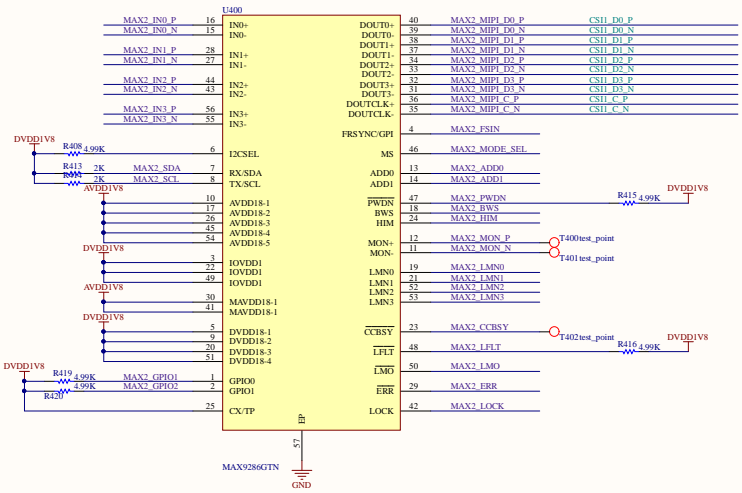 U400
MAX2_IN0_P 16 IN0+ DOUT0+ 40 MAX2_MIPI_D0_P CSI1_D0_P
MAX2_IN0_N 15 IN0- DOUT0- 39 MAX2_MIPI_D0_N CSI1_D0_N
DOUT1+ 38 MAX2_MIPI_D1_P CSI1_D1_P
MAX2_IN1_P 28 IN1+ DOUT1- 37 MAX2_MIPI_D1_N CSI1_D1_N
MAX2_IN1_N 27 IN1- DOUT2+ 34 MAX2_MIPI_D2_P CSI1_D2_P
DOUT2- 33 MAX2_MIPI_D2_N CSI1_D2_N
MAX2_IN2_P 44 IN2+ DOUT3+ 32 MAX2_MIPI_D3_P CSI1_D3_P
MAX2_IN2_N 43 IN2- DOUT3- 31 MAX2_MIPI_D3_N CSI1_D3_N
DOUTCLK+ 36 MAX2_MIPI_C_P CSI1_C_P
MAX2_IN3_P 56 IN3+ DOUTCLK- 35 MAX2_MIPI_C_N CSI1_C_N
MAX2_IN3_N 55 IN3-
FRSYNC/GPI 4 MAX2_FSIN
DVDD1V8
R408 4.99K 6 I2CSEL MS 46 MAX2_MODE_SEL
R413 2K MAX2_SDA 7 RX/SDA ADD0 13 MAX2_ADD0
2K MAX2_SCL 8 TX/SCL ADD1 14 MAX2_ADD1
AVDD1V8 DVDD1V8
10 AVDD18-1 PWDN 47 MAX2_PWDN R415 4.99K
17 AVDD18-2 BWS 18 MAX2_BWS
26 AVDD18-3 HIM 24 MAX2_HIM
45 AVDD18-4
54 AVDD18-5 MON+ 12 MAX2_MON_P T400test_point
DVDD1V8 MON- 11 MAX2_MON_N T401test_point
3 IOVDD1
22 IOVDD1 LMN0 19 MAX2_LMN0
49 IOVDD1 LMN1 21 MAX2_LMN1
AVDD1V8 LMN2 52 MAX2_LMN2
30 MAVDD18-1 LMN3 53 MAX2_LMN3
41 MAVDD18-1
DVDD1V8
5 DVDD18-1 CCBSY 23 MAX2_CCBSY T402test_point
9 DVDD18-2 DVDD1V8
20 DVDD18-3 LFLT 48 MAX2_LFLT R416 4.99K
51 DVDD18-4
DVDD1V8 LMO 50 MAX2_LMO
R419 4.99K MAX2_GPIO1 1 GPIO0
R420 4.99K MAX2_GPIO2 2 GPIO1 ERR 29 MAX2_ERR
25 CX/TP LOCK 42 MAX2_LOCK
EP
57
MAX9286GTN
GND